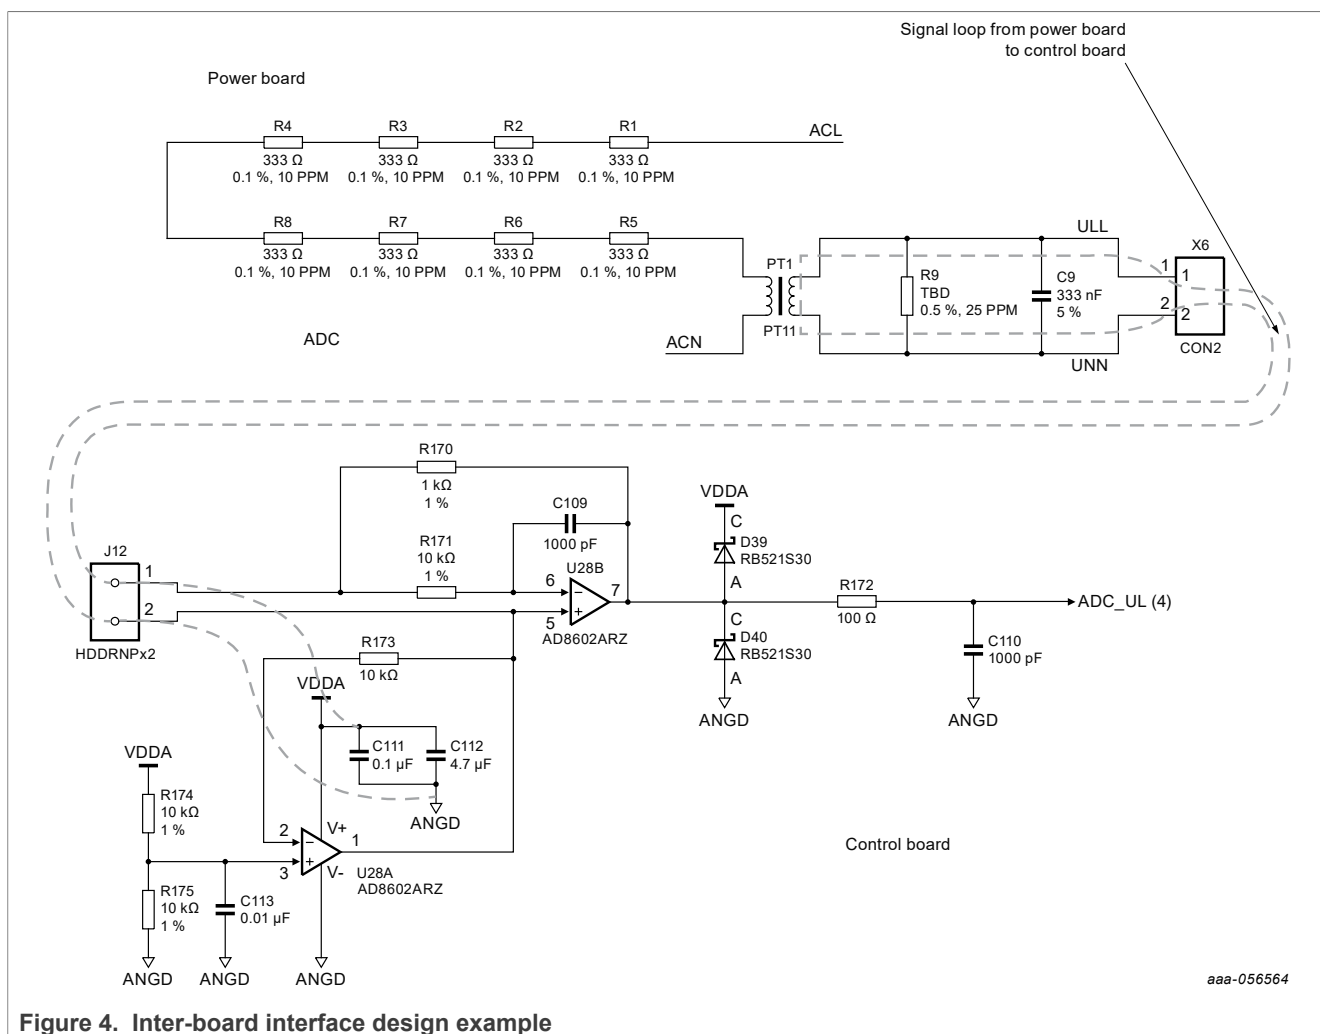 Signal loop from power board
to control board
Power board
R4
R3
R2
R1
ACL
333 Ω
333 Ω
333 Ω
333 Ω
0.1 %, 10 PPM
0.1 %, 10 PPM
0.1 %, 10 PPM
0.1 %, 10 PPM
R8
R7
R6
R5
333 Ω
333 Ω
333 Ω
333 Ω
0.1 %, 10 PPM
0.1 %, 10 PPM
0.1 %, 10 PPM
0.1 %, 10 PPM
ULL
X6
PT1
1
1
R9
TBD
0.5 %, 25 PPM
C9
333 nF
5 %
2
2
PT11
ADC
ACN
UNN
CON2
R170
1 kΩ
1 %
C109
1000 pF
VDDA
C
D39
RB521S30
A
J12
1
2
HDDRNPx2
R171
10 kΩ
1 %
6
−
U28B
7
+
5
AD8602ARZ
R172
100 Ω
ADC_UL (4)
C
D40
RB521S30
A
ANGD
C110
1000 pF
ANGD
R173
10 kΩ
VDDA
C111
0.1 µF
C112
4.7 µF
ANGD
VDDA
R174
10 kΩ
1 %
2
−
V+
1
3
+
V-
U28A
AD8602ARZ
Control board
R175
10 kΩ
1 %
C113
0.01 µF
ANGD
ANGD
ANGD
aaa-056564
Figure 4. Inter-board interface design example